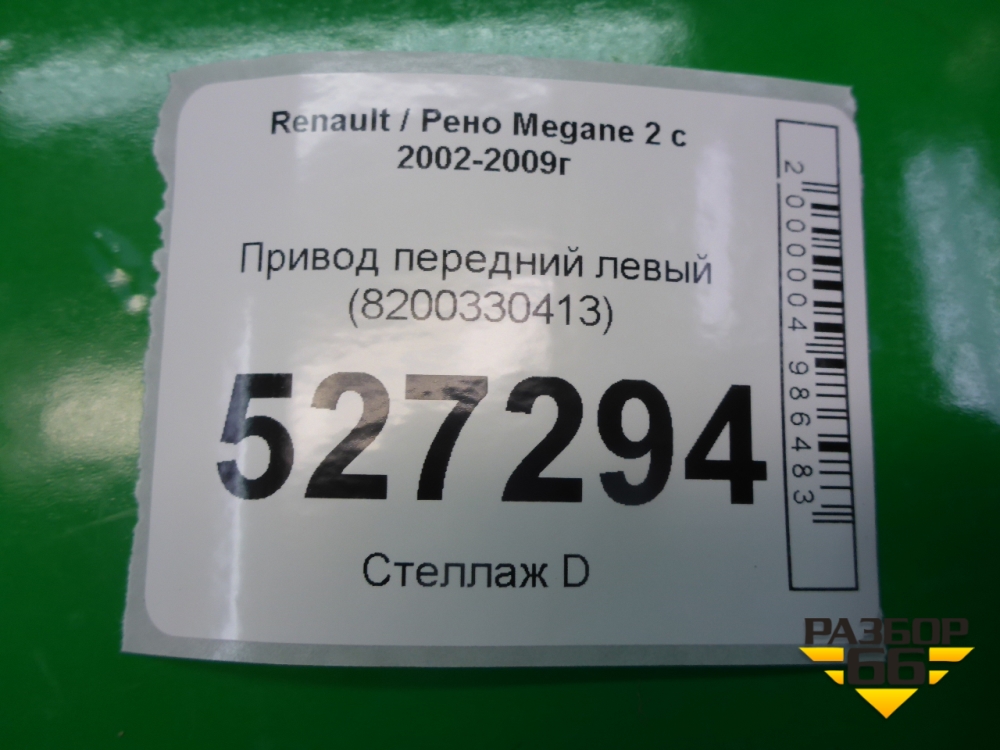 Renault / Рено Megane 2 с
2002-2009г
Привод передний левый
(8200330413)
527294
Стеллаж D
2 000004 986483
РАЗБОР
66